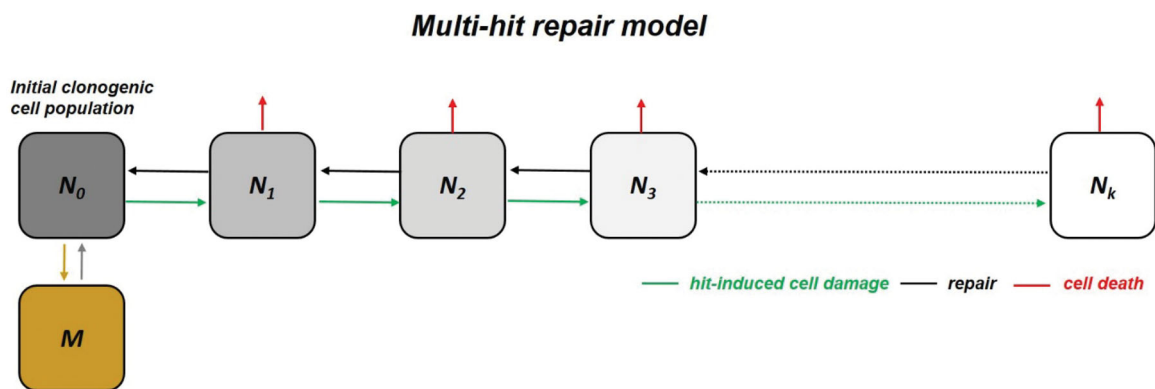 Multi-hit repair model
Initial clonogenic
cell population
N₀
N₁
N₂
N₃
Nₖ
M
hit-induced cell damage
repair
cell death